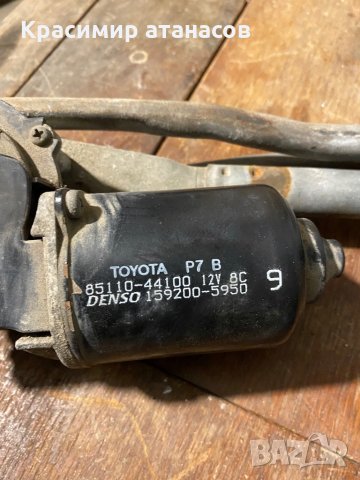 Красимир атанасов
TOYOTA P7 B
85110-44100 12V 8C
DENSO 159200-5950
9
BAZAR